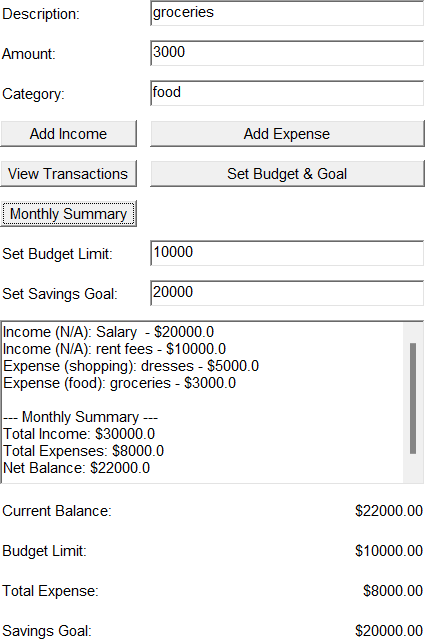 Description: groceries
Amount: 3000
Category: food
Add Income Add Expense
View Transactions Set Budget & Goal
Monthly Summary
Set Budget Limit: 10000
Set Savings Goal: 20000
Income (N/A): Salary  - $20000.0
Income (N/A): rent fees - $10000.0
Expense (shopping): dresses - $5000.0
Expense (food): groceries - $3000.0
--- Monthly Summary ---
Total Income: $30000.0
Total Expenses: $8000.0
Net Balance: $22000.0
Current Balance: $22000.00
Budget Limit: $10000.00
Total Expense: $8000.00
Savings Goal: $20000.00